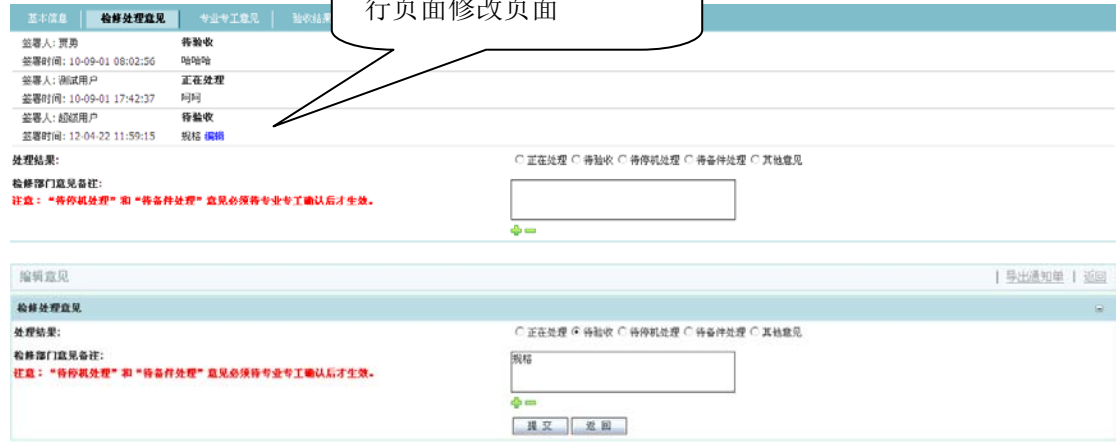 行页面修改页面
基本信息 检修处理意见 专业专工意见 验收结果
签署人: 贾勇 待验收
签署时间: 10-09-01 08:02:56 哈哈哈
签署人: 测试用户 正在处理
签署时间: 10-09-01 17:42:37 呵呵
签署人: 超级用户 待验收
签署时间: 12-04-22 11:59:15 规格 编辑
处理结果: 正在处理 待验收 待停机处理 待备件处理 其他意见
检修部门意见备注:
注意：“待停机处理”和“待备件处理”意见必须待专业专工确认后才生效。
编辑意见 | 导出通知单 | 返回
检修处理意见
处理结果: 正在处理 待验收 待停机处理 待备件处理 其他意见
检修部门意见备注: 规格
注意：“待停机处理”和“待备件处理”意见必须待专业专工确认后才生效。
提 交 返 回